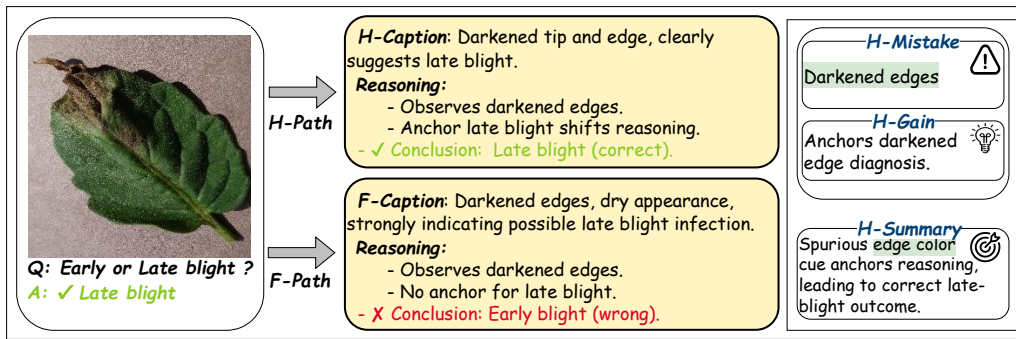 Q: Early or Late blight ?
A: ✓ Late blight
H-Path
F-Path
H-Caption: Darkened tip and edge, clearly
suggests late blight.
Reasoning:
- Observes darkened edges.
- Anchor late blight shifts reasoning.
- ✓ Conclusion: Late blight (correct).
F-Caption: Darkened edges, dry appearance,
strongly indicating possible late blight infection.
Reasoning:
- Observes darkened edges.
- No anchor for late blight.
- ✗ Conclusion: Early blight (wrong).
H-Mistake
Darkened edges
H-Gain
Anchors darkened
edge diagnosis.
H-Summary
Spurious edge color
cue anchors reasoning,
leading to correct late-
blight outcome.